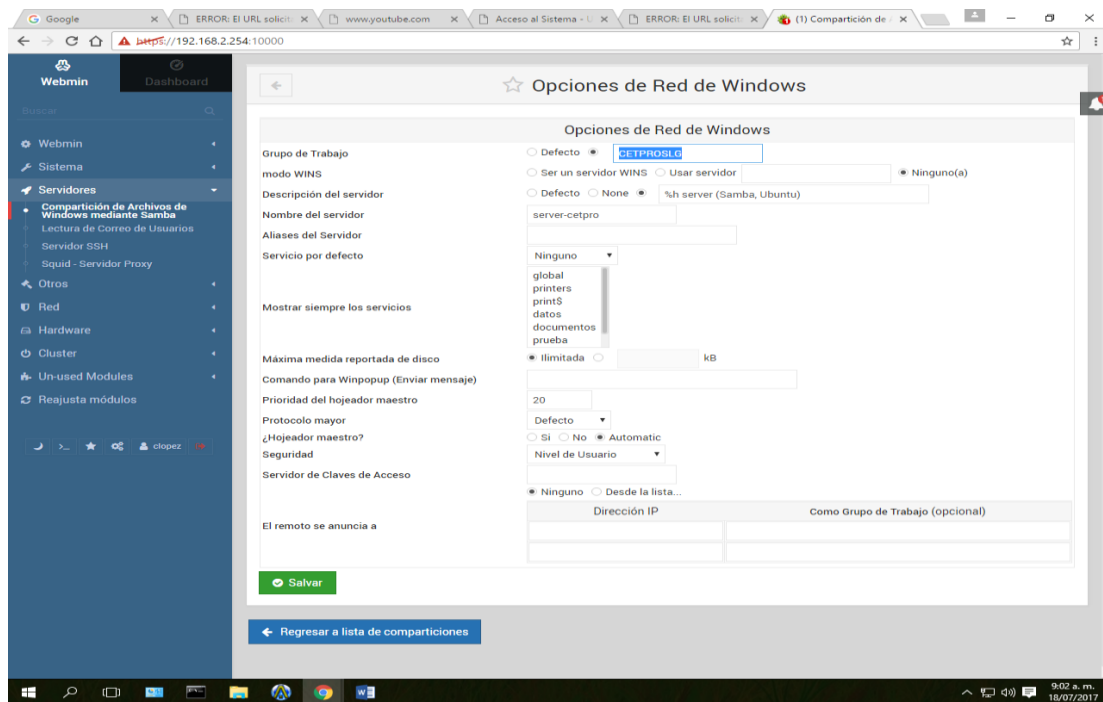 Google
ERROR: El URL solicit
www.youtube.com
Acceso al Sistema - U
ERROR: El URL solicit
(1) Compartición de A
https://192.168.2.254:10000
Webmin
Dashboard
Buscar
Webmin
Sistema
Servidores
Compartición de Archivos de
Windows mediante Samba
Lectura de Correo de Usuarios
Servidor SSH
Squid - Servidor Proxy
Otros
Red
Hardware
Cluster
Un-used Modules
Reajusta módulos
clopez
Opciones de Red de Windows
Opciones de Red de Windows
Grupo de Trabajo Defecto CETPROSLG
modo WINS Ser un servidor WINS Usar servidor Ninguno(a)
Descripción del servidor Defecto None %h server (Samba, Ubuntu)
Nombre del servidor server-cetpro
Aliases del Servidor
Servicio por defecto Ninguno
Mostrar siempre los servicios
global
printers
print$
datos
documentos
prueba
Máxima medida reportada de disco Ilimitada kB
Comando para Winpopup (Enviar mensaje)
Prioridad del hojeador maestro 20
Protocolo mayor Defecto
¿Hojeador maestro? Si No Automatic
Seguridad Nivel de Usuario
Servidor de Claves de Acceso
Ninguno Desde la lista...
El remoto se anuncia a
Dirección IP Como Grupo de Trabajo (opcional)
Salvar
Regresar a lista de comparticiones
9:02 a. m.
18/07/2017